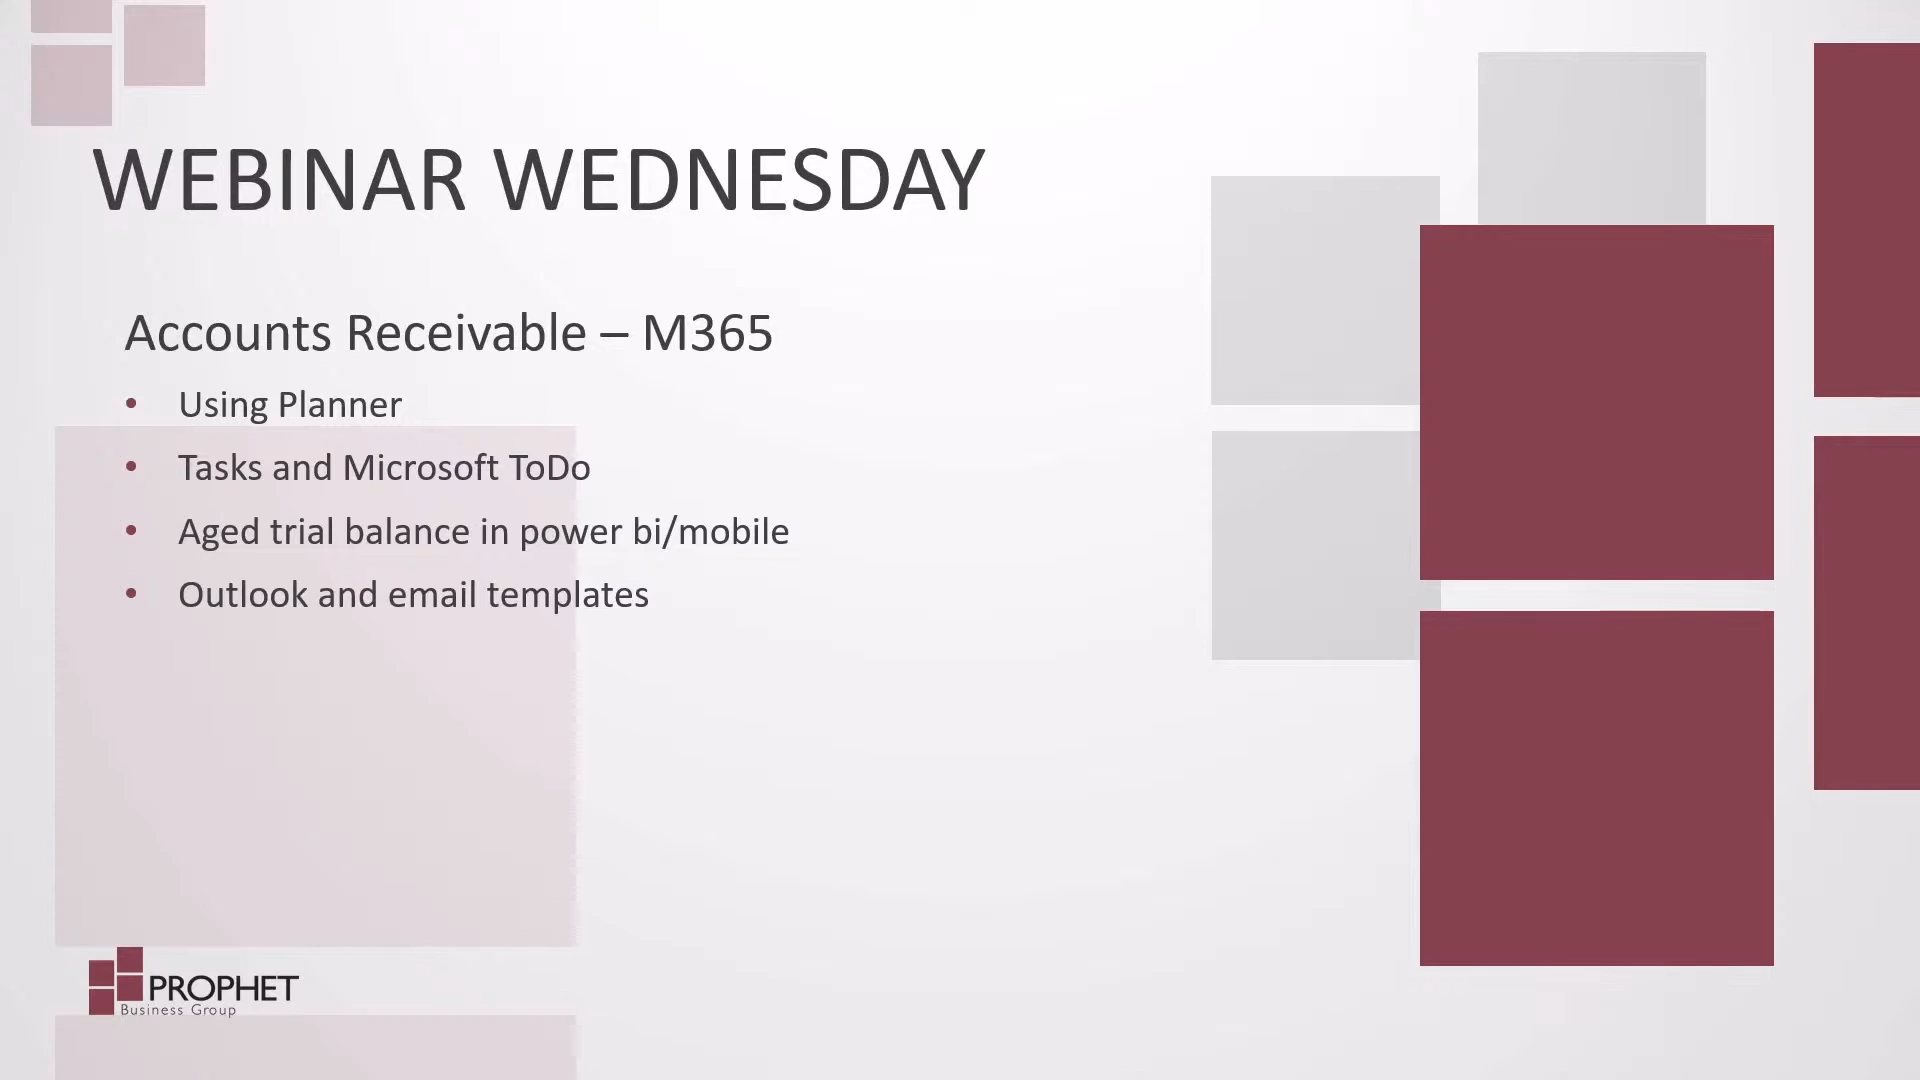 WEBINAR WEDNESDAY
Accounts Receivable – M365
• Using Planner
• Tasks and Microsoft ToDo
• Aged trial balance in power bi/mobile
• Outlook and email templates
PROPHET
Business Group